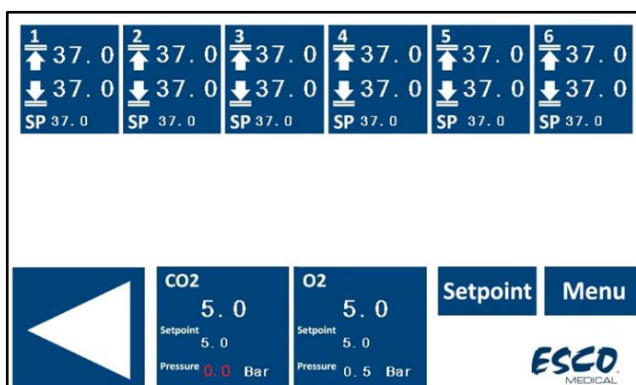 1 37.0 37.0 SP 37.0
2 37.0 37.0 SP 37.0
3 37.0 37.0 SP 37.0
4 37.0 37.0 SP 37.0
5 37.0 37.0 SP 37.0
6 37.0 37.0 SP 37.0
CO2
5.0
Setpoint
5.0
Pressure 0.0 Bar
O2
5.0
Setpoint
5.0
Pressure 0.5 Bar
Setpoint
Menu
ESCO
MEDICAL